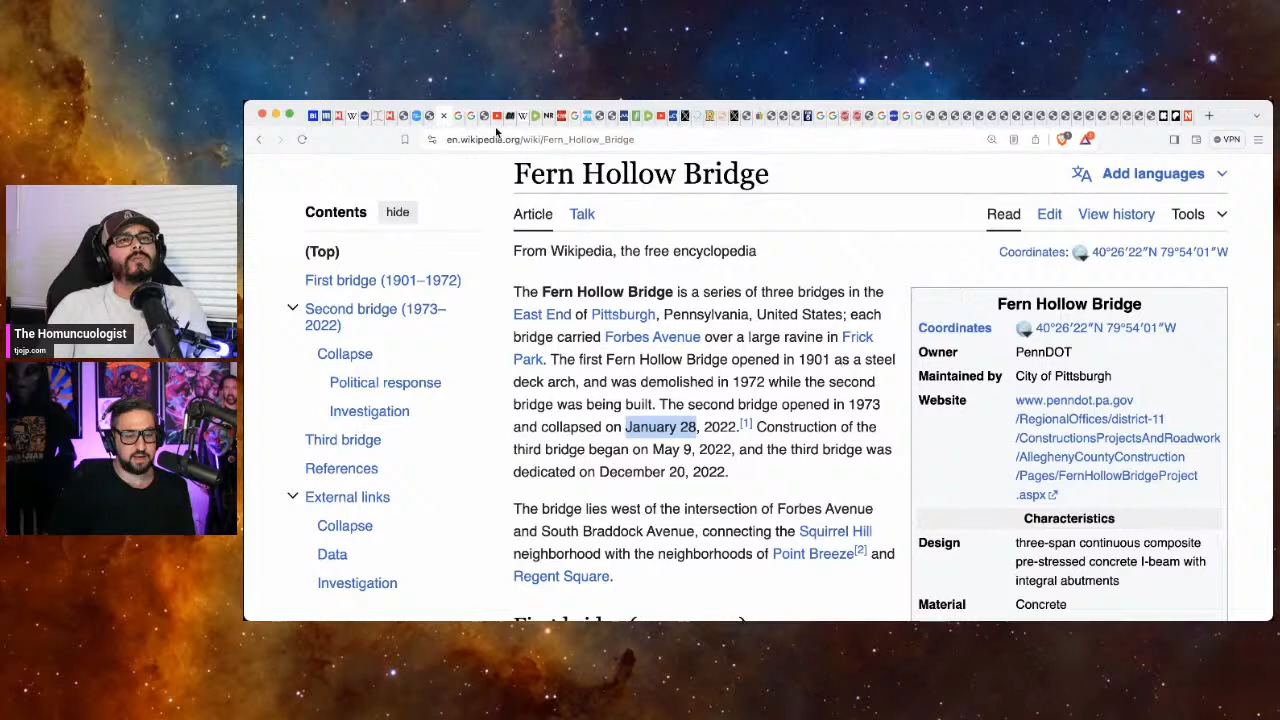 en.wikipedia.org/wiki/Fern_Hollow_Bridge
VPN
Fern Hollow Bridge
Add languages
Article
Talk
Read
Edit
View history
Tools
From Wikipedia, the free encyclopedia
Coordinates: 40°26′22″N 79°54′01″W
Contents
hide
(Top)
First bridge (1901–1972)
Second bridge (1973–
2022)
Collapse
Political response
Investigation
Third bridge
References
External links
Collapse
Data
Investigation
The Fern Hollow Bridge is a series of three bridges in the
East End of Pittsburgh, Pennsylvania, United States; each
bridge carried Forbes Avenue over a large ravine in Frick
Park. The first Fern Hollow Bridge opened in 1901 as a steel
deck arch, and was demolished in 1972 while the second
bridge was being built. The second bridge opened in 1973
and collapsed on January 28, 2022.[1] Construction of the
third bridge began on May 9, 2022, and the third bridge was
dedicated on December 20, 2022.
The bridge lies west of the intersection of Forbes Avenue
and South Braddock Avenue, connecting the Squirrel Hill
neighborhood with the neighborhoods of Point Breeze[2] and
Regent Square.
Fern Hollow Bridge
Coordinates 40°26′22″N 79°54′01″W
Owner PennDOT
Maintained by City of Pittsburgh
Website www.penndot.pa.gov
/RegionalOffices/district-11
/ConstructionsProjectsAndRoadwork
/AlleghenyCountyConstruction
/Pages/FernHollowBridgeProject
.aspx
Characteristics
Design three-span continuous composite
pre-stressed concrete I-beam with
integral abutments
Material Concrete
The Homuncuologist
tjojp.com